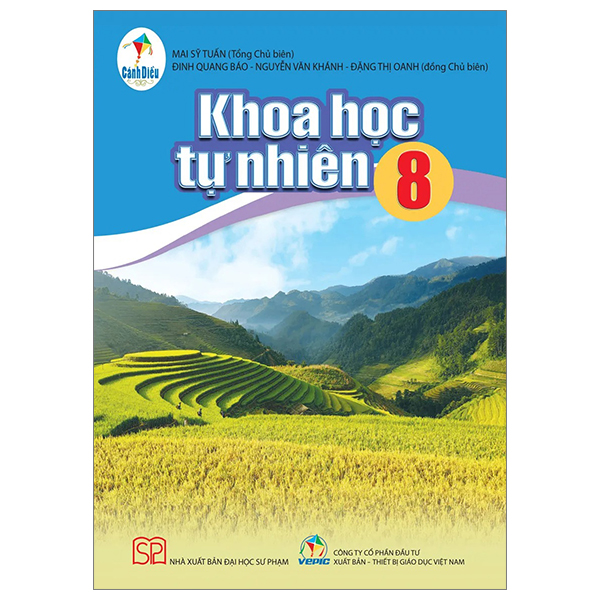 Cánh Diều
MAI SỸ TUẤN (Tổng Chủ biên)
ĐINH QUANG BÁO - NGUYỄN VĂN KHÁNH - ĐẶNG THỊ OANH (đồng Chủ biên)
Khoa học
tự nhiên 8
SP
NHÀ XUẤT BẢN ĐẠI HỌC SƯ PHẠM
VEPIC
CÔNG TY CỔ PHẦN ĐẦU TƯ
XUẤT BẢN – THIẾT BỊ GIÁO DỤC VIỆT NAM